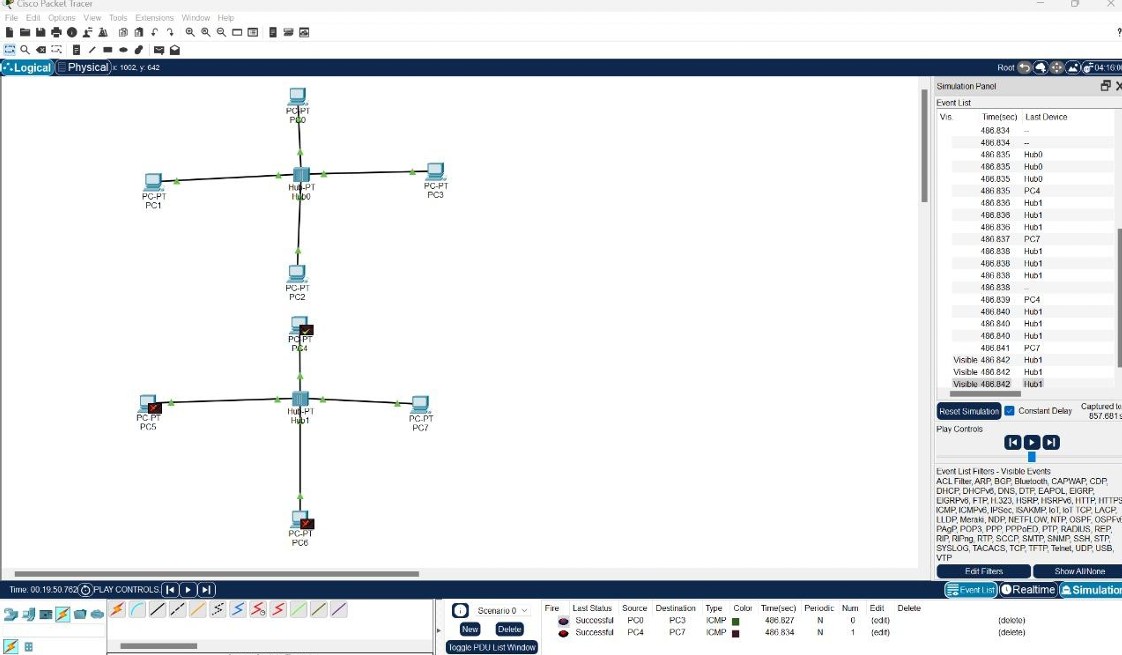 Cisco Packet Tracer
File Edit Options View Tools Extensions Window Help
Logical Physical x: 1002, y: 642
Root 04:16:00
PC-PT
PC0
PC-PT
PC1
Hub-PT
Hub0
PC-PT
PC3
PC-PT
PC2
PC-PT
PC4
PC-PT
PC5
Hub-PT
Hub1
PC-PT
PC7
PC-PT
PC6
Simulation Panel
Event List
Vis. Time(sec) Last Device
486.834 --
486.834 --
486.835 Hub0
486.835 Hub0
486.835 Hub0
486.835 PC4
486.836 Hub1
486.836 Hub1
486.836 Hub1
486.837 PC7
486.838 Hub1
486.838 Hub1
486.838 Hub1
486.838 --
486.839 PC4
486.840 Hub1
486.840 Hub1
486.840 Hub1
486.841 PC7
Visible 486.842 Hub1
Visible 486.842 Hub1
Visible 486.842 Hub1
Reset Simulation Constant Delay Captured to
857.681 s
Play Controls
Event List Filters - Visible Events
ACL Filter, ARP, BGP, Bluetooth, CAPWAP, CDP,
DHCP, DHCPv6, DNS, DTP, EAPOL, EIGRP,
EIGRPv6, FTP, H.323, HSRP, HSRPv6, HTTP, HTTPS
ICMP, ICMPv6, IPSec, ISAKMP, IoT, IoT TCP, LACP,
LLDP, Meraki, NDP, NETFLOW, NTP, OSPF, OSPFv6
PAgP, POP3, PPP, PPPoED, PTP, RADIUS, REP,
RIP, RIPng, RTP, SCCP, SMTP, SNMP, SSH, STP,
SYSLOG, TACACS, TCP, TFTP, Telnet, UDP, USB,
VTP
Edit Filters Show All/None
Time: 00:19:50.762 PLAY CONTROLS: Event List Realtime Simulation
Scenario 0
New Delete
Toggle PDU List Window
Fire Last Status Source Destination Type Color Time(sec) Periodic Num Edit Delete
Successful PC0 PC3 ICMP 486.827 N 0 (edit) (delete)
Successful PC4 PC7 ICMP 486.834 N 1 (edit) (delete)